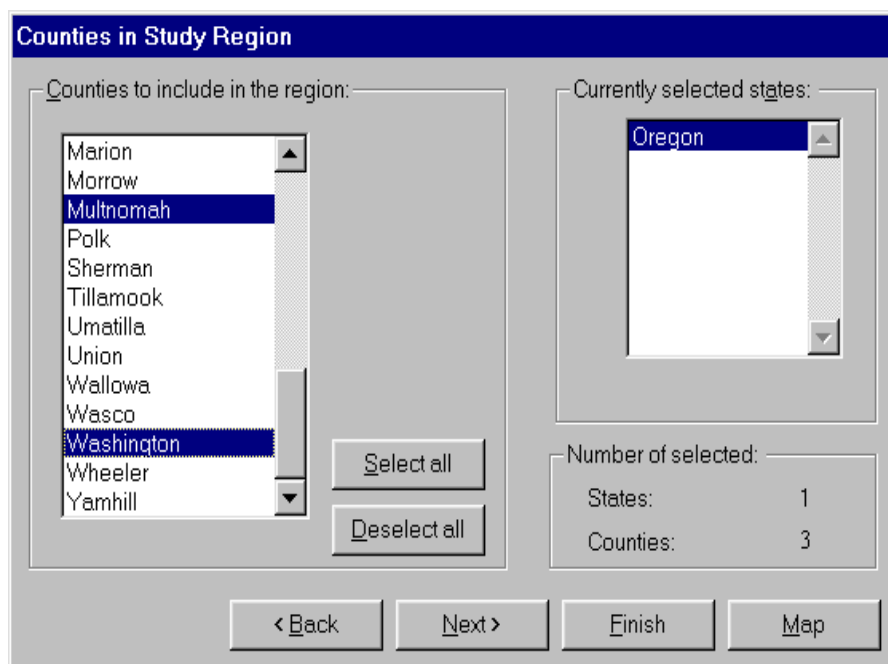 Counties in Study Region
Counties to include in the region:
Marion
Morrow
Multnomah
Polk
Sherman
Tillamook
Umatilla
Union
Wallowa
Wasco
Washington
Wheeler
Yamhill
Select all
Deselect all
Currently selected states:
Oregon
Number of selected:
States: 1
Counties: 3
< Back
Next >
Finish
Map